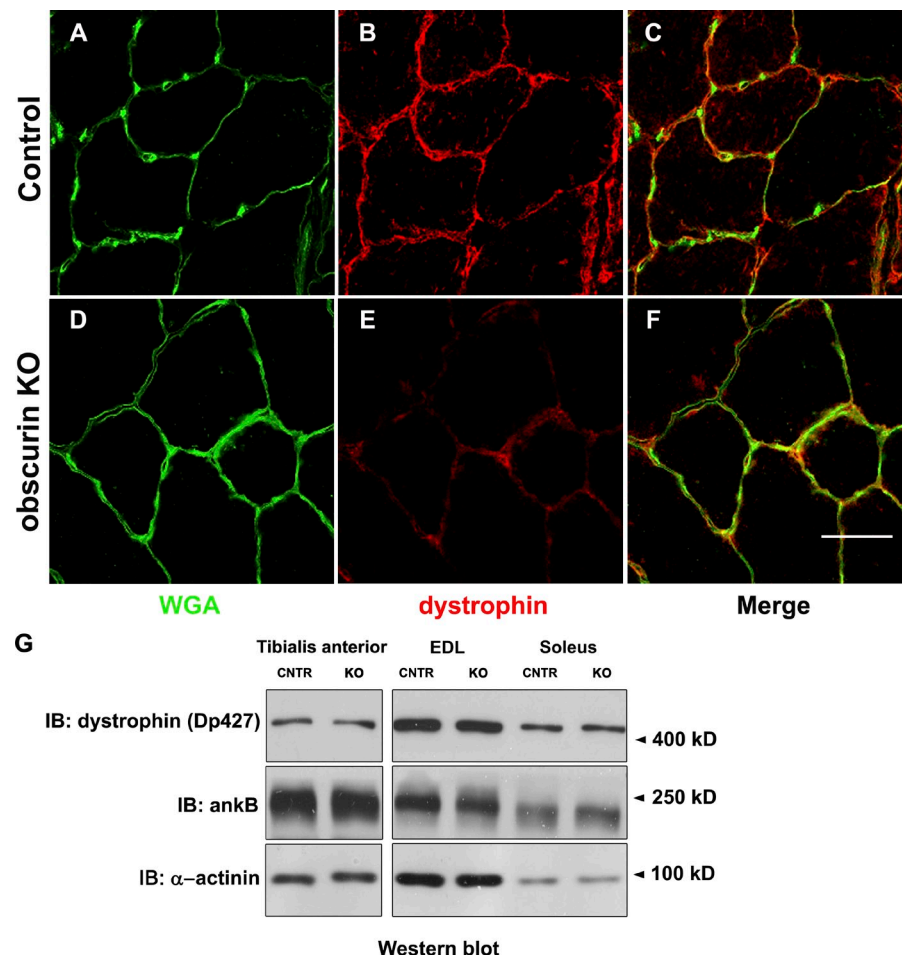 A
B
C
Control
D
E
F
obscurin KO
WGA
dystrophin
Merge
G
Tibialis anterior
EDL
Soleus
CNTR
KO
CNTR
KO
CNTR
KO
IB: dystrophin (Dp427)
◄ 400 kD
IB: ankB
◄ 250 kD
IB: α–actinin
◄ 100 kD
Western blot